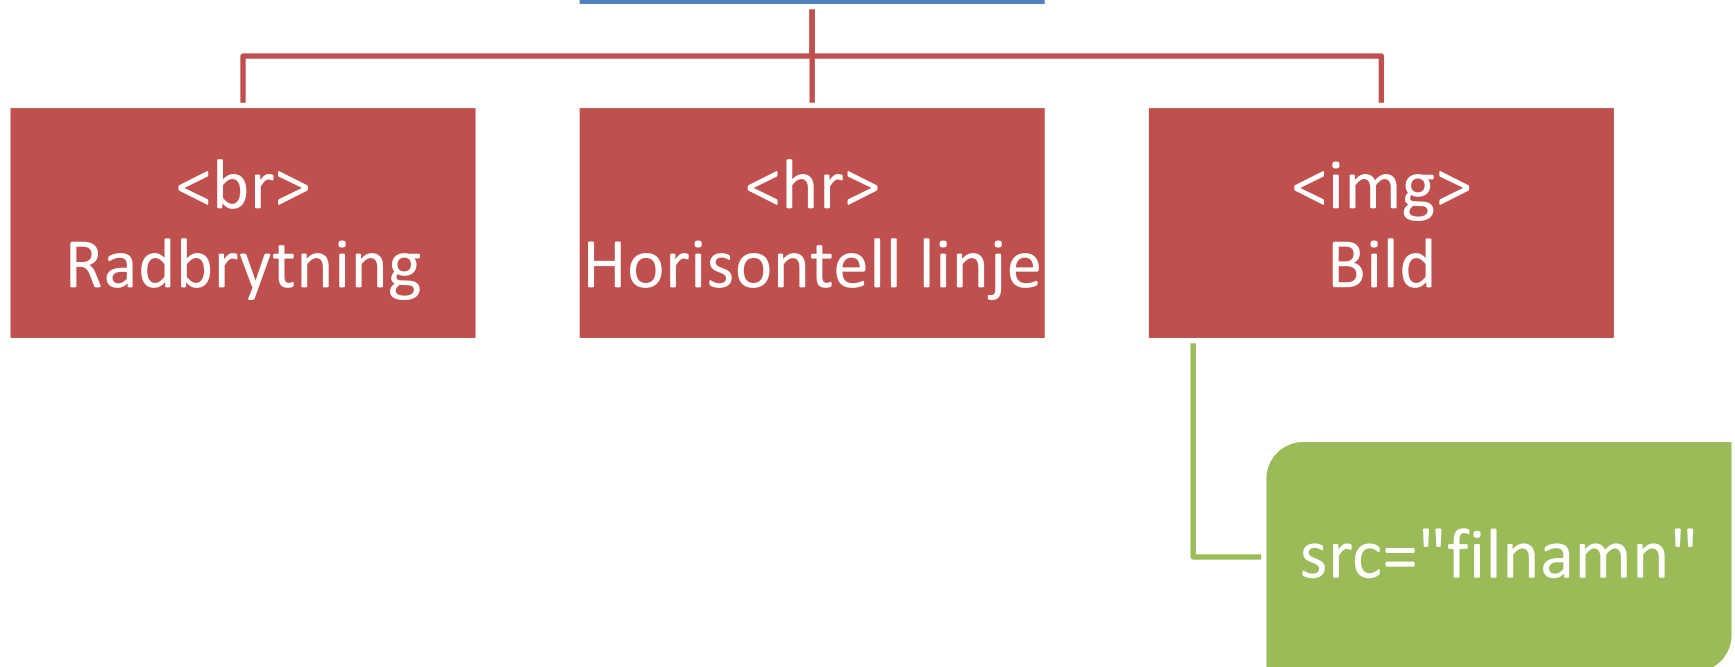 <br>
Radbrytning
<hr>
Horisontell linje
<img>
Bild
src="filnamn"